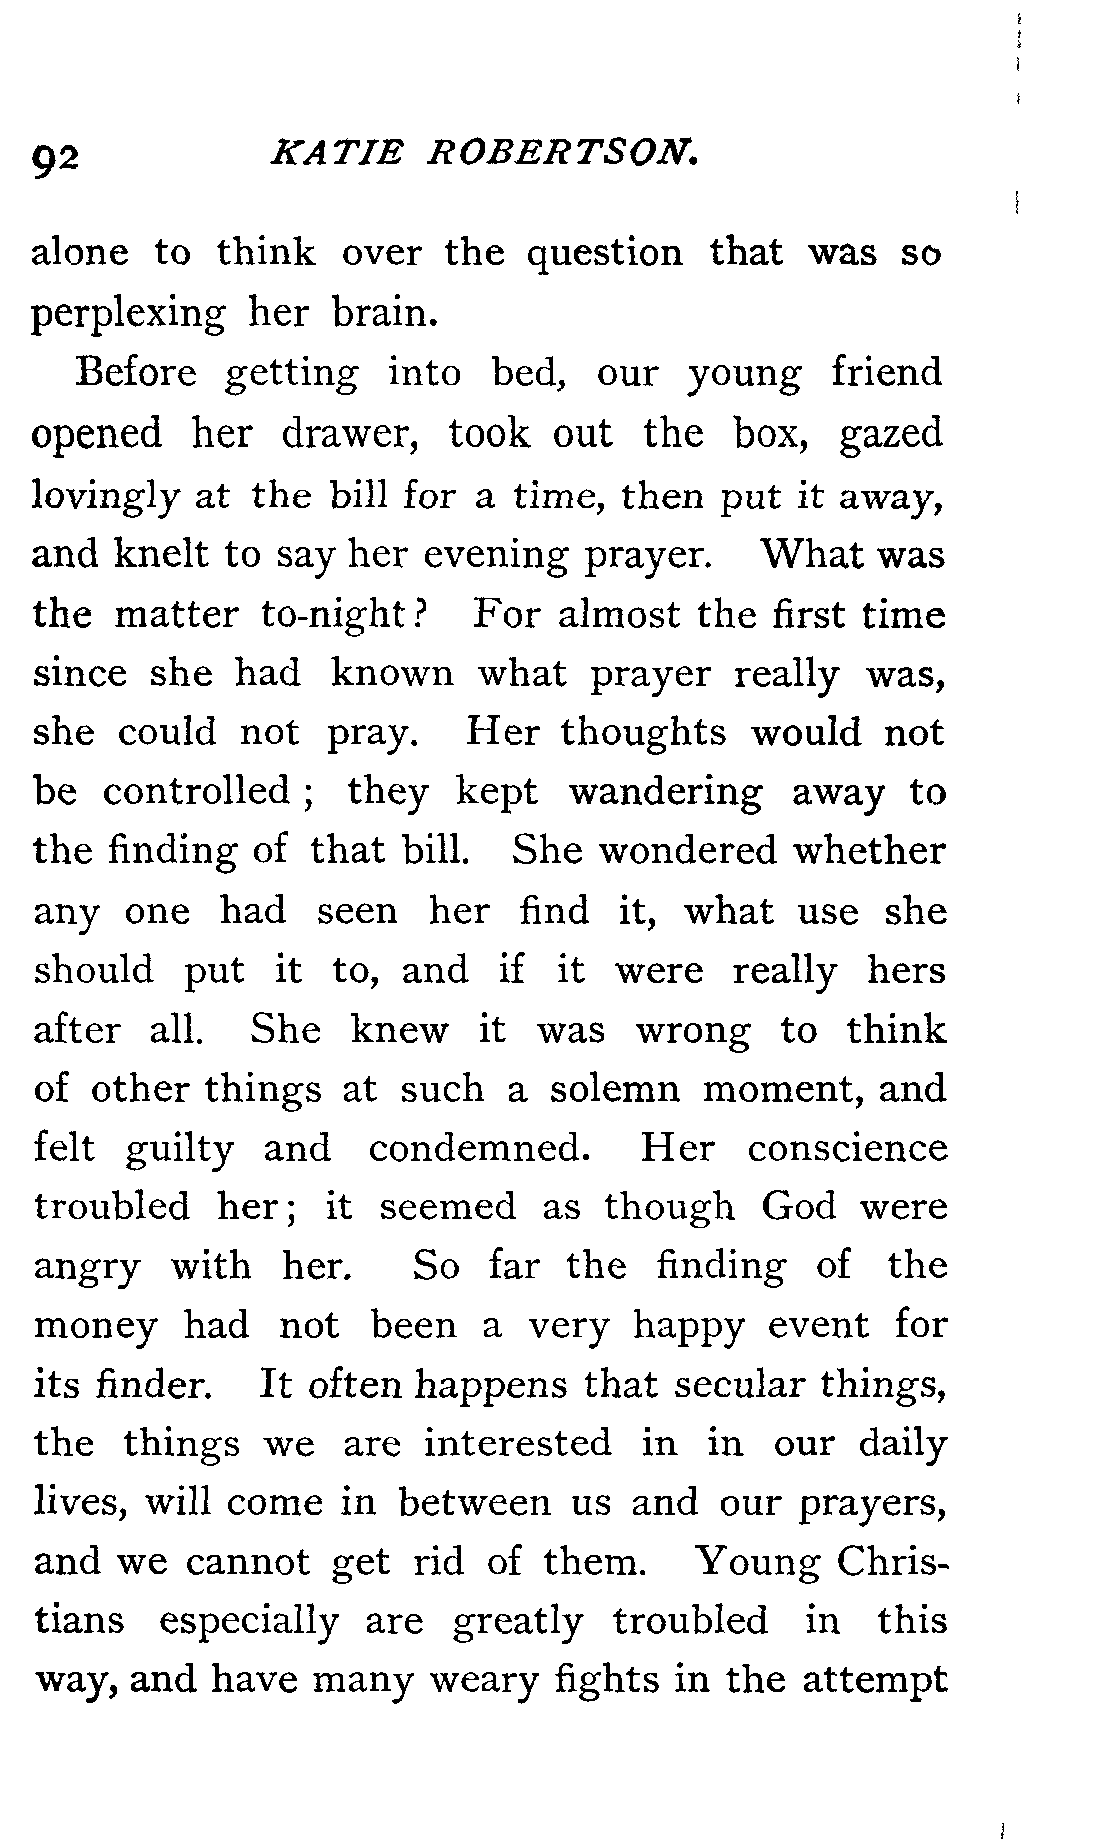 92 KATIE ROBERTSON.
alone to think over the question that was so
perplexing her brain.
Before getting into bed, our young friend
opened her drawer, took out the box, gazed
lovingly at the bill for a time, then put it away,
and knelt to say her evening prayer. What was
the matter to-night? For almost the first time
since she had known what prayer really was,
she could not pray. Her thoughts would not
be controlled; they kept wandering away to
the finding of that bill. She wondered whether
any one had seen her find it, what use she
should put it to, and if it were really hers
after all. She knew it was wrong to think
of other things at such a solemn moment, and
felt guilty and condemned. Her conscience
troubled her; it seemed as though God were
angry with her. So far the finding of the
money had not been a very happy event for
its finder. It often happens that secular things,
the things we are interested in in our daily
lives, will come in between us and our prayers,
and we cannot get rid of them. Young Chris-
tians especially are greatly troubled in this
way, and have many weary fights in the attempt